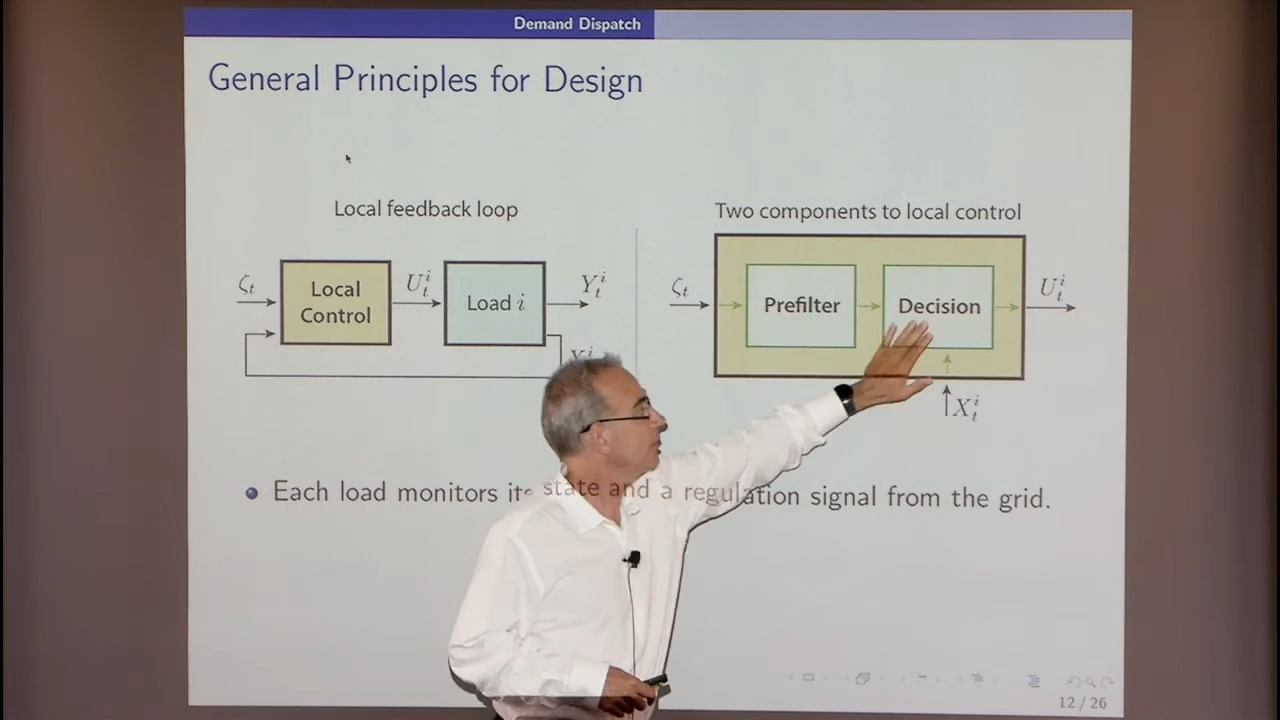 Demand Dispatch
General Principles for Design
Local feedback loop
ζt
Local
Control
U_t^i
Load i
Y_t^i
X^i
Two components to local control
ζt
Prefilter
Decision
U_t^i
X_t^i
Each load monitors its state and a regulation signal from the grid.
12 / 26